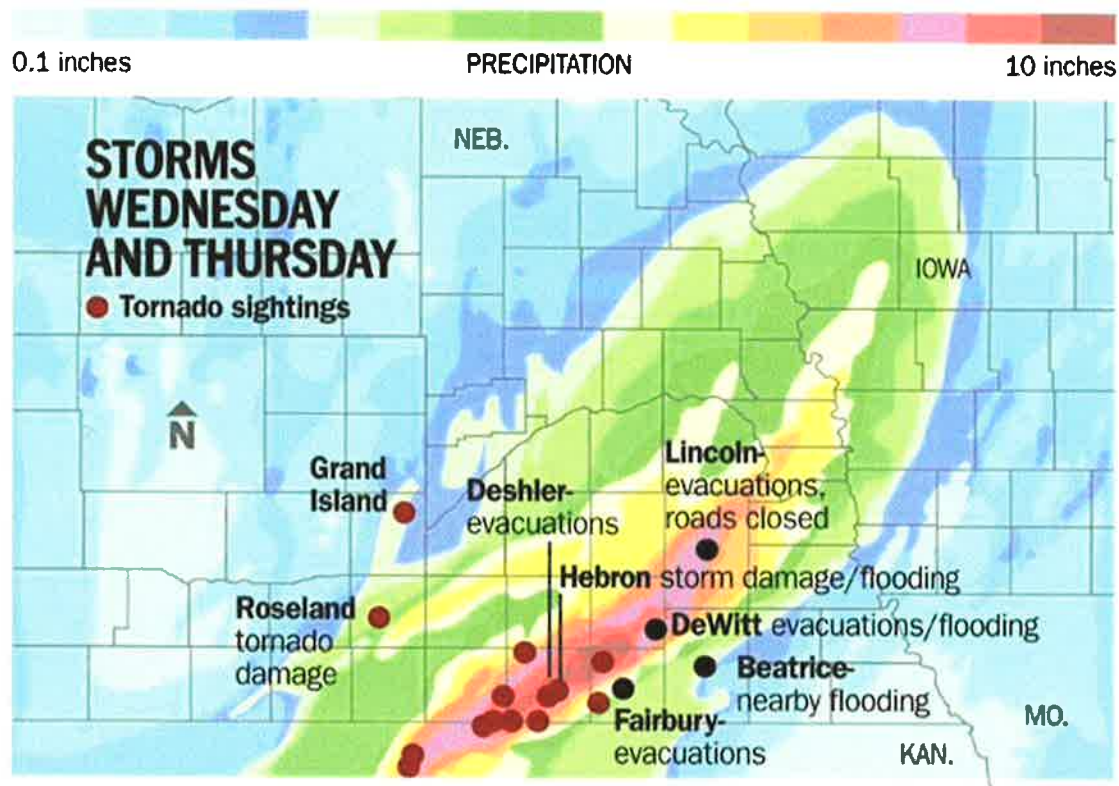 0.1 inches PRECIPITATION 10 inches
STORMS
WEDNESDAY
AND THURSDAY
Tornado sightings
NEB.
IOWA
N
Grand
Island
Deshler-
evacuations
Lincoln-
evacuations,
roads closed
Hebron storm damage/flooding
Roseland
tornado
damage
DeWitt evacuations/flooding
Beatrice-
nearby flooding
Fairbury-
evacuations
MO.
KAN.